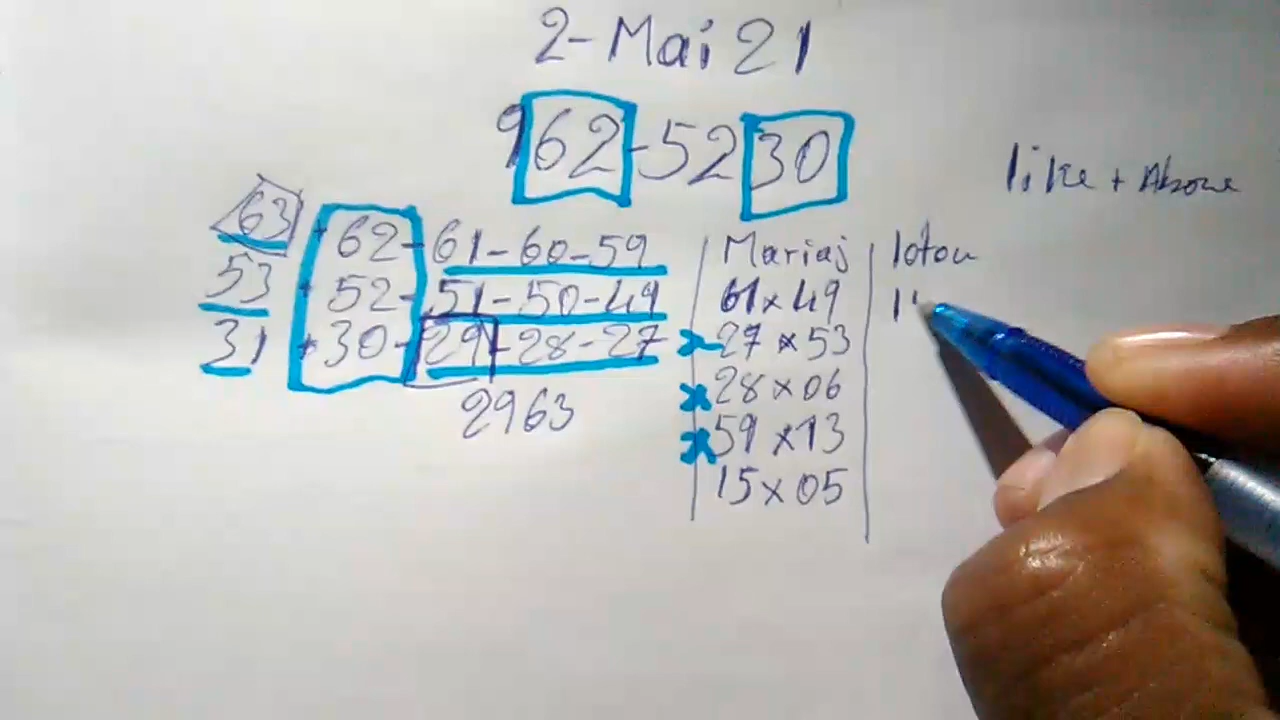 2-Mai 21
962-5230
like + Abone
63 62-61-60-59
53 52-51-50-49
31 30-29-28-27
2963
Mariaj
61x49
27x53
28x06
59x13
15x05
lotou